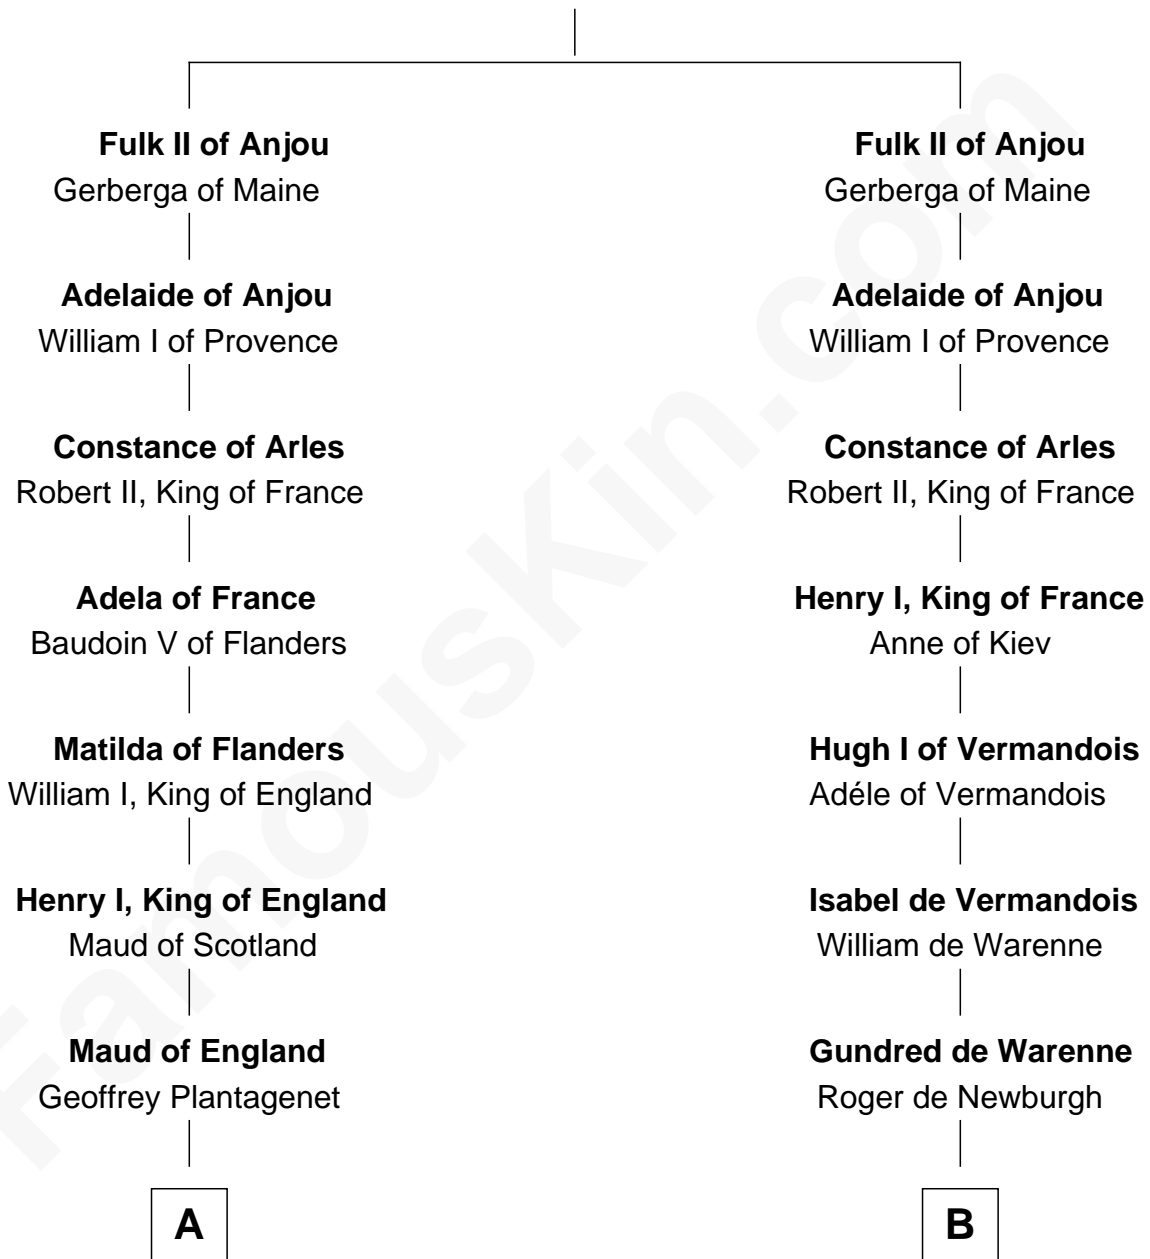 Fulk II of Anjou
Gerberga of Maine
Adelaide of Anjou
William I of Provence
Constance of Arles
Robert II, King of France
Adela of France
Baudoin V of Flanders
Matilda of Flanders
William I, King of England
Henry I, King of England
Maud of Scotland
Maud of England
Geoffrey Plantagenet
A
Fulk II of Anjou
Gerberga of Maine
Adelaide of Anjou
William I of Provence
Constance of Arles
Robert II, King of France
Henry I, King of France
Anne of Kiev
Hugh I of Vermandois
Adéle of Vermandois
Isabel de Vermandois
William de Warenne
Gundred de Warenne
Roger de Newburgh
B
FamousKin.com